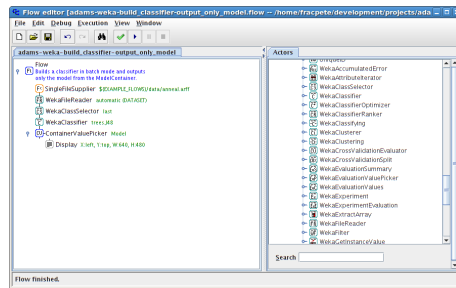 Flow editor [adams-weka-build_classifier-output_only_model.flow -- /home/fracpete/development/projects/ada
File Edit Debug Execution View Window
adams-weka-build_classifier-output_only_model
Flow
Builds a classifier in batch mode and outputs
only the model from the ModelContainer.
SingleFileSupplier ${EXAMPLE_FLOWS}/data/anneal.arff
WekaFileReader automatic (DATASET)
WekaClassSelector last
WekaClassifier trees.J48
ContainerValuePicker Model
Display X:left, Y:top, W:640, H:480
Actors
WekaAccumulatedError
WekaAttributeIterator
WekaClassSelector
WekaClassifier
WekaClassifierOptimizer
WekaClassifierRanker
WekaClassifying
WekaClusterer
WekaClustering
WekaCrossValidationEvaluator
WekaCrossValidationSplit
WekaEvaluationSummary
WekaEvaluationValuePicker
WekaEvaluationValues
WekaExperiment
WekaExperimentEvaluation
WekaExtractArray
WekaFileReader
WekaFilter
WekaGetInstanceValue
Search
Flow finished.